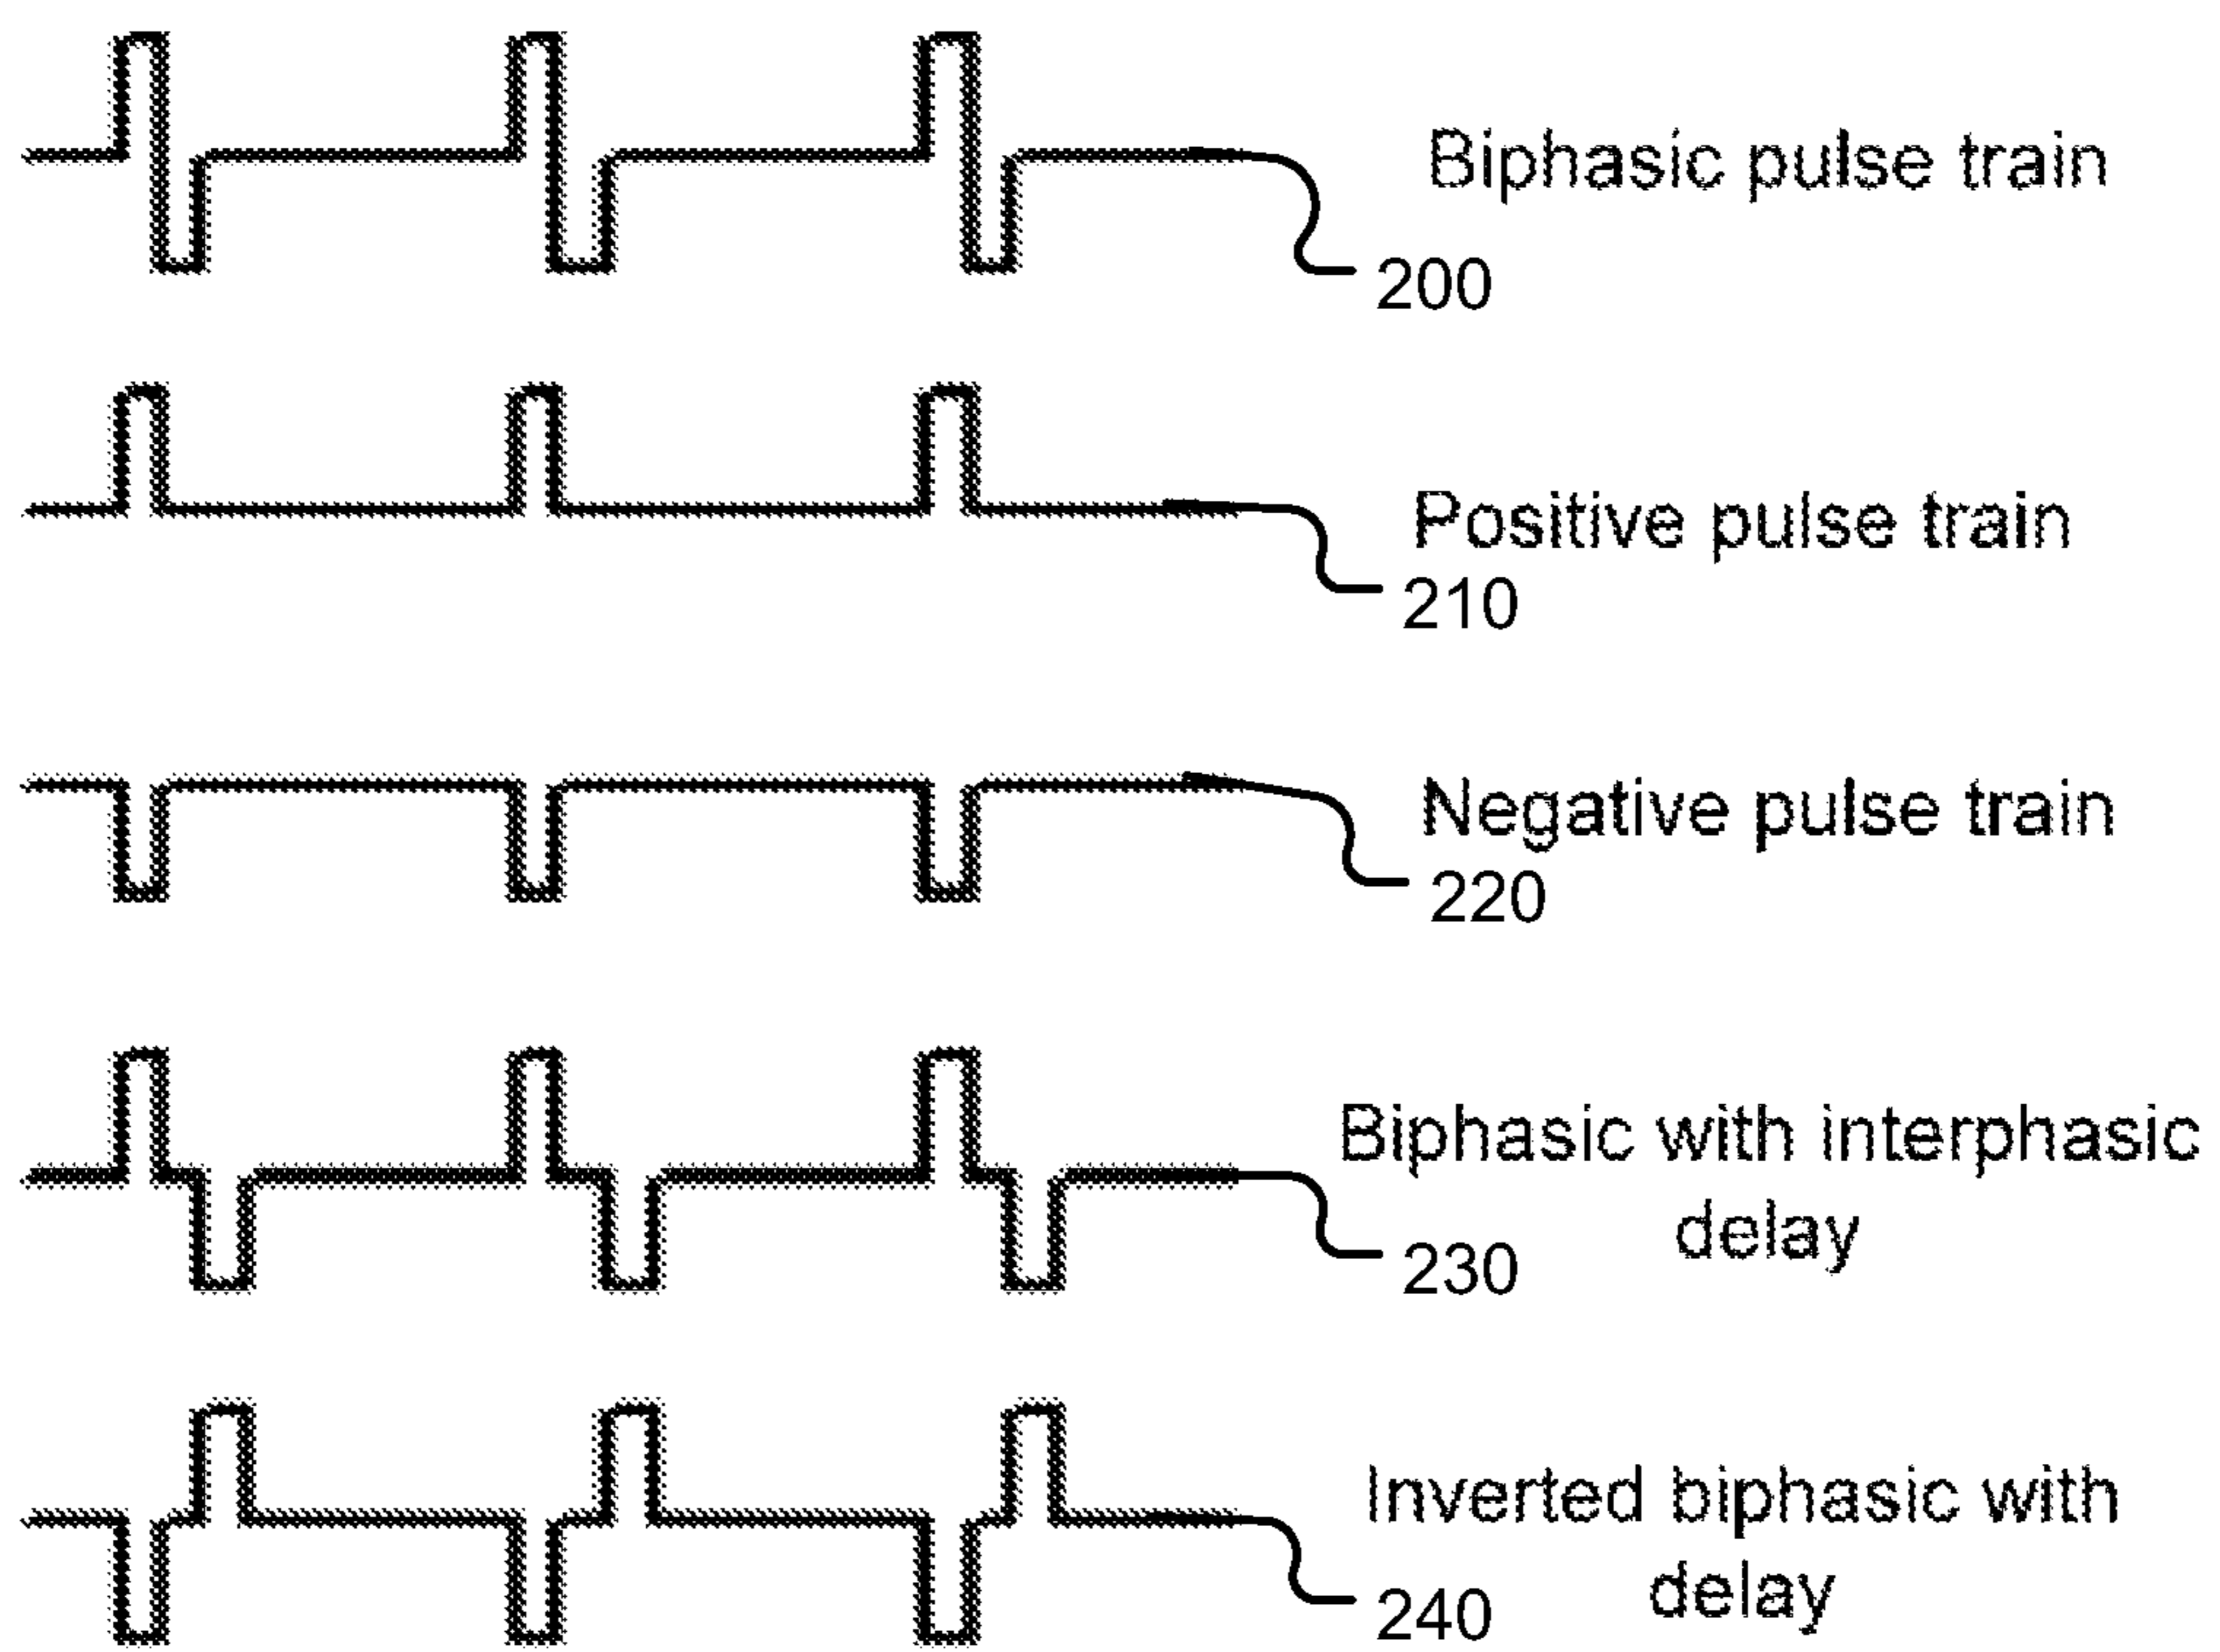 Biphasic pulse train
200
Positive pulse train
210
Negative pulse train
220
Biphasic with interphasic
delay
230
Inverted biphasic with
delay
240